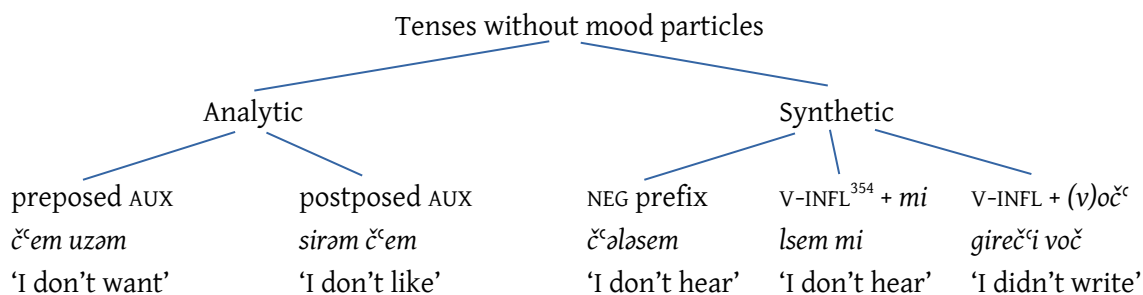 Tenses without mood particles
Analytic Synthetic
preposed AUX postposed AUX NEG prefix V-INFL³⁵⁴ + mi V-INFL + (v)očʿ
čʿem uzəm sirəm čʿem čʿələsem lsem mi girečʿi voč
‘I don’t want’ ‘I don’t like’ ‘I don’t hear’ ‘I don’t hear’ ‘I didn’t write’